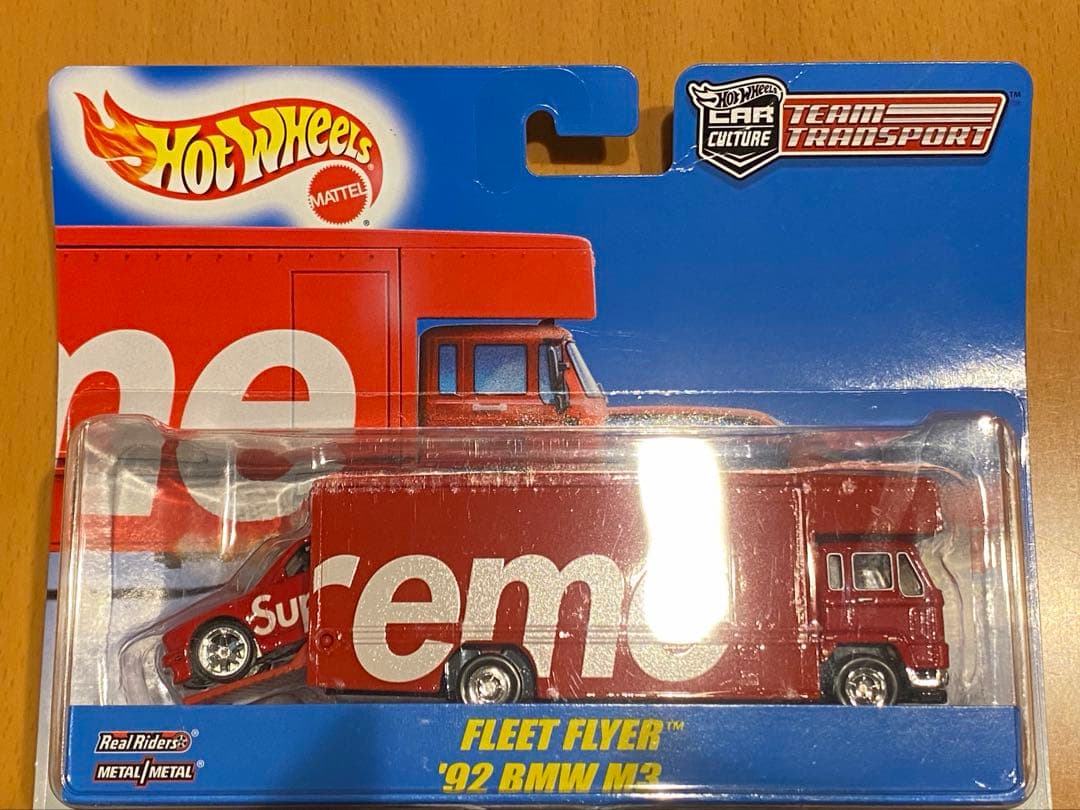 HOT WHEELS
MATTEL
®
HOT WHEELS
CAR
CULTURE
TEAM
TRANSPORT
™
me
Sup
reme
Real Riders®
METAL/METAL®
FLEET FLYER™
'92 BMW M3